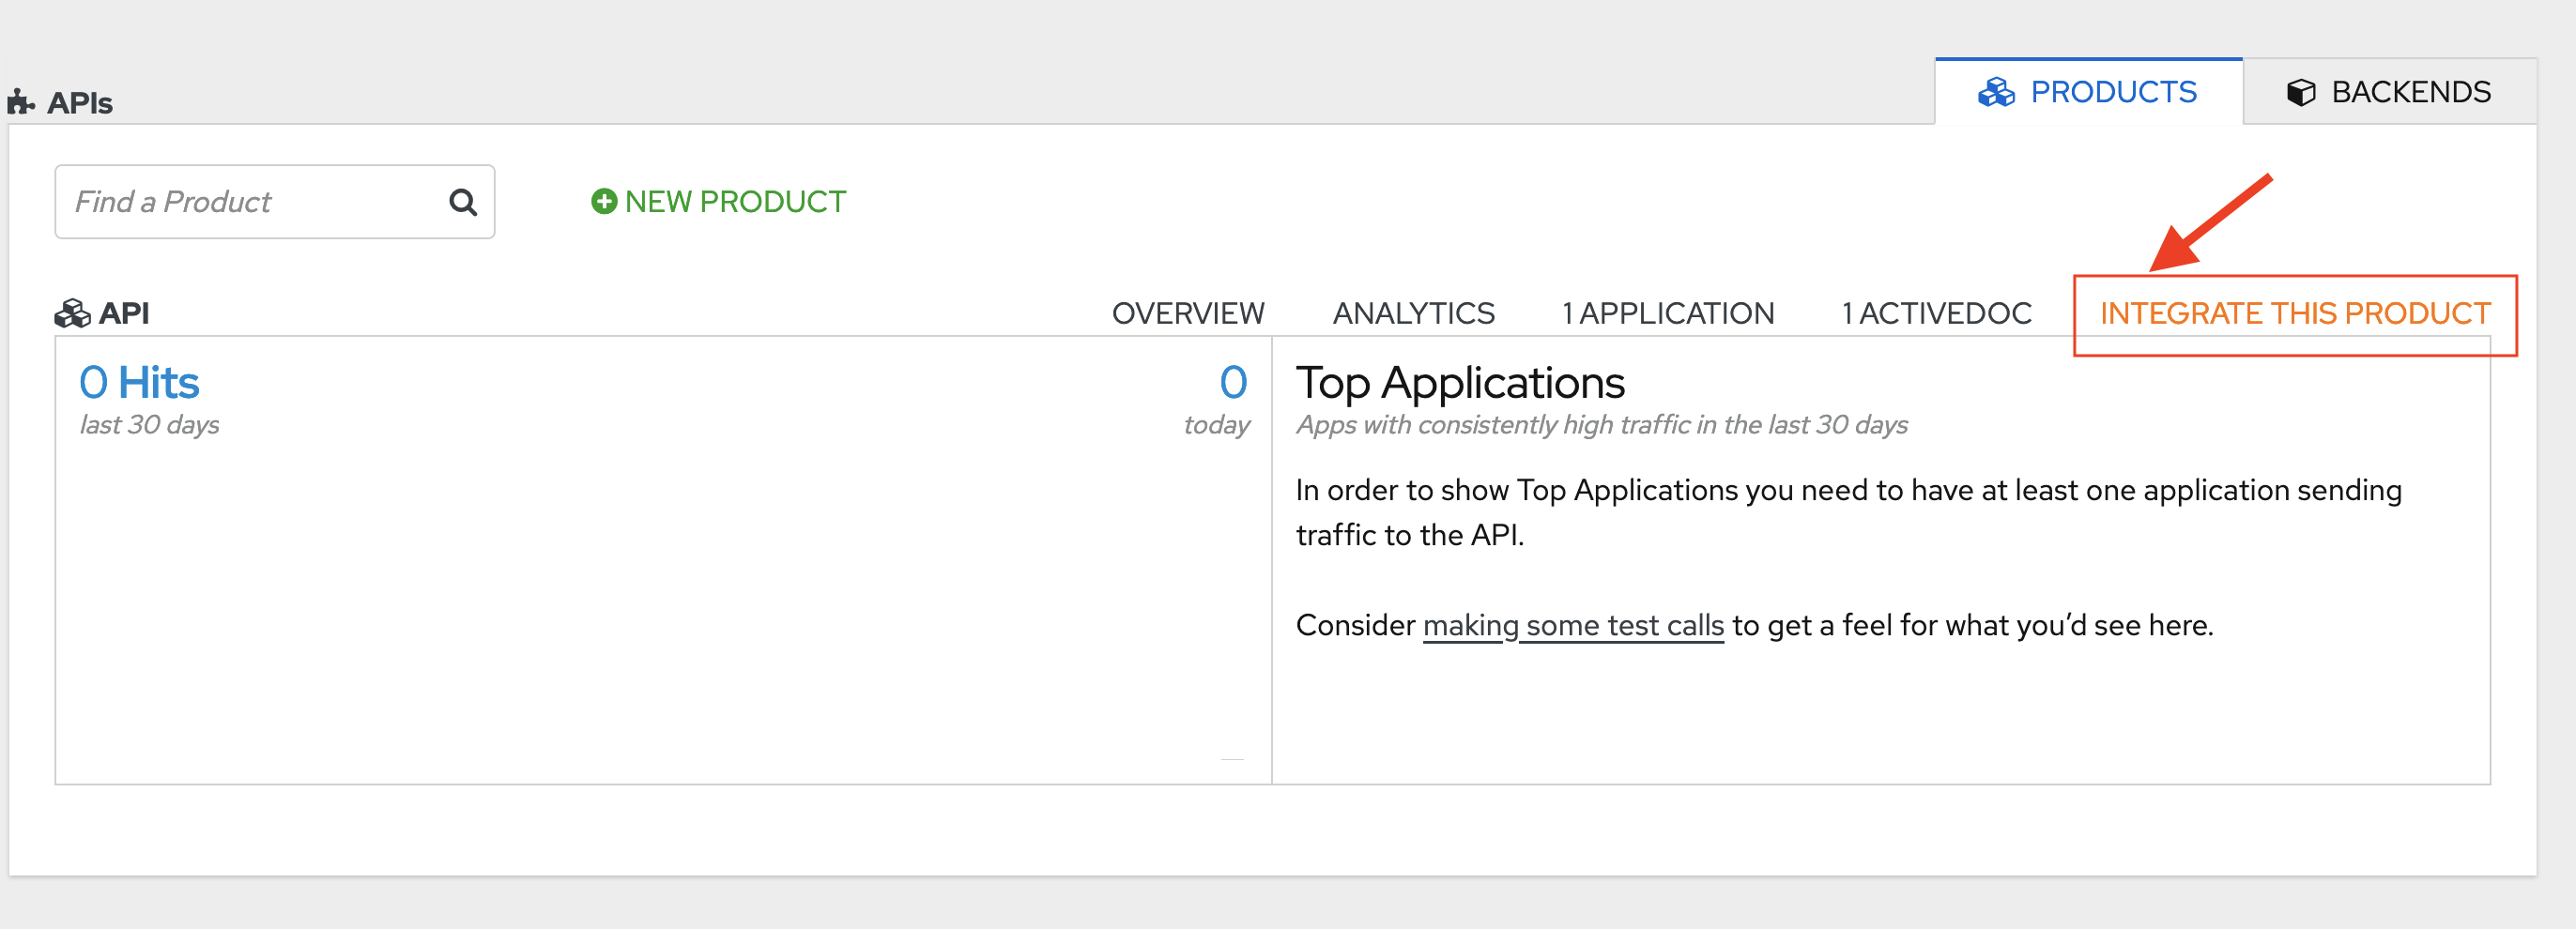 APIs
PRODUCTS
BACKENDS
Find a Product
NEW PRODUCT
API
OVERVIEW
ANALYTICS
1 APPLICATION
1 ACTIVEDOC
INTEGRATE THIS PRODUCT
0 Hits
last 30 days
0
today
Top Applications
Apps with consistently high traffic in the last 30 days
In order to show Top Applications you need to have at least one application sending
traffic to the API.
Consider making some test calls to get a feel for what you’d see here.